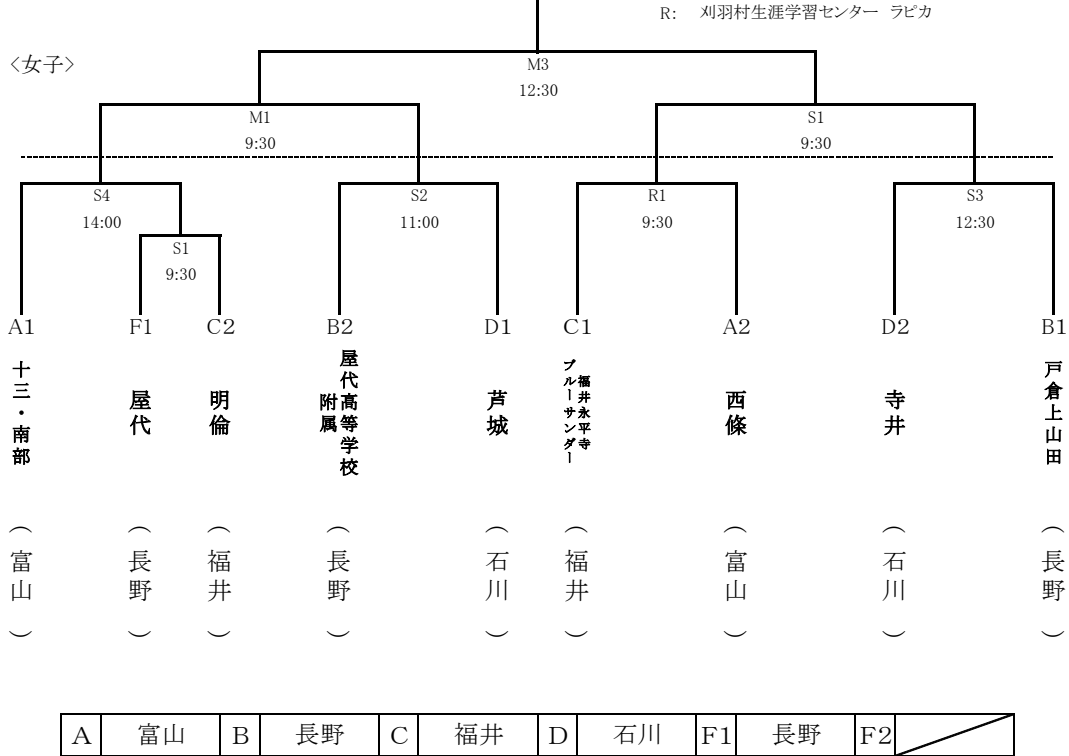 R: 刈羽村生涯学習センター ラピカ
〈女子〉
M3
12:30
M1
9:30
S1
9:30
S4
14:00
S2
11:00
R1
9:30
S3
12:30
S1
9:30
A1 F1 C2 B2 D1 C1 A2 D2 B1
十三・南部
屋代
明倫
屋代高等学校
附属
芦城
福井永平寺
ブルーサンダー
西條
寺井
戸倉上山田
（富山）
（長野）
（福井）
（長野）
（石川）
（福井）
（富山）
（石川）
（長野）
A 富山 B 長野 C 福井 D 石川 F1 長野 F2